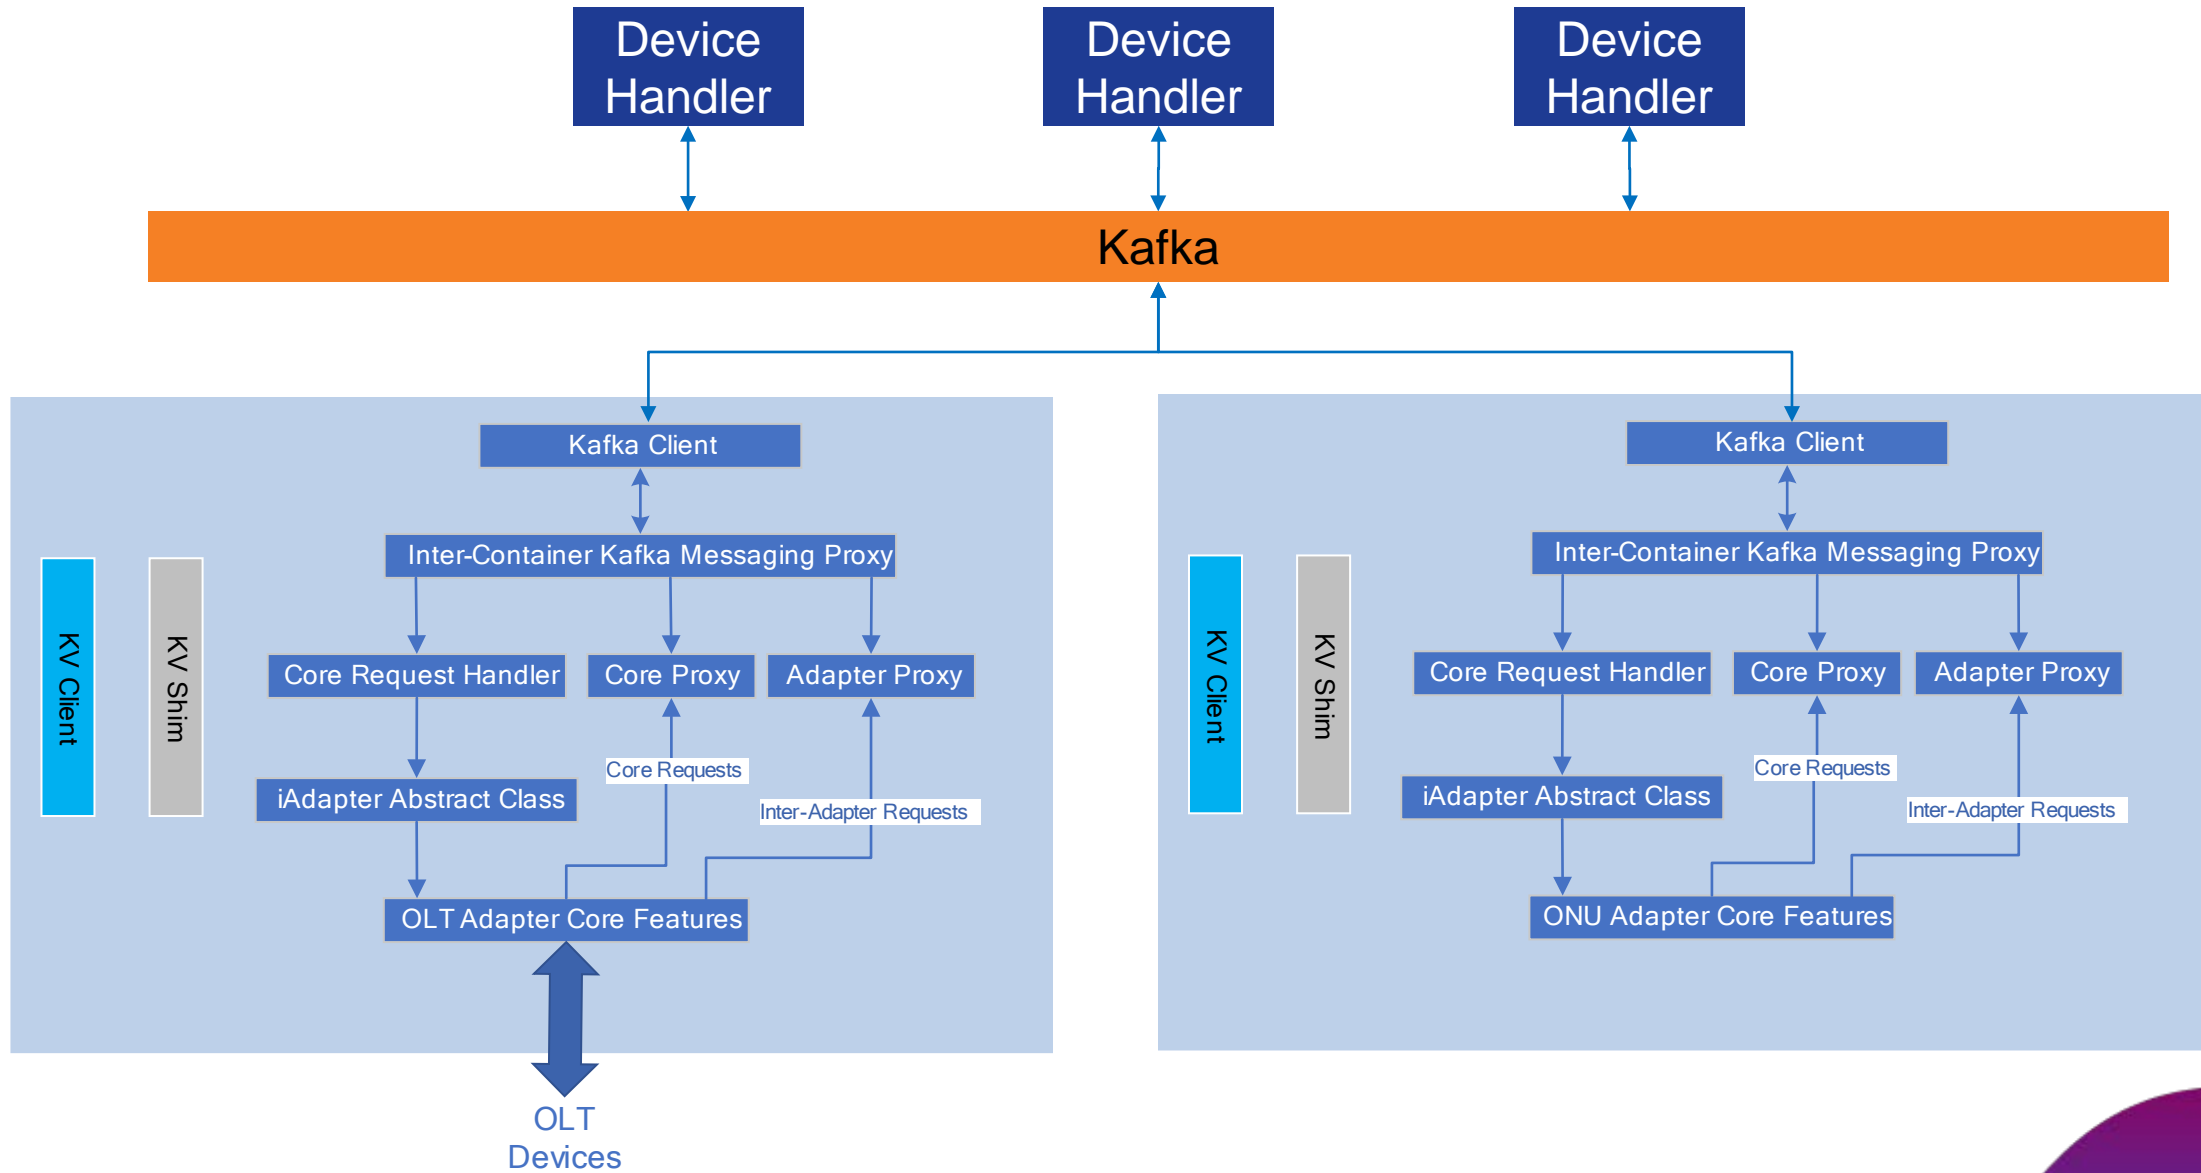 Device
Handler
Device
Handler
Device
Handler
Kafka
Kafka Client
Inter-Container Kafka Messaging Proxy
KV Client
KV Shim
Core Request Handler
Core Proxy
Adapter Proxy
Core Requests
iAdapter Abstract Class
Inter-Adapter Requests
OLT Adapter Core Features
OLT
Devices
Kafka Client
Inter-Container Kafka Messaging Proxy
KV Client
KV Shim
Core Request Handler
Core Proxy
Adapter Proxy
Core Requests
iAdapter Abstract Class
Inter-Adapter Requests
ONU Adapter Core Features